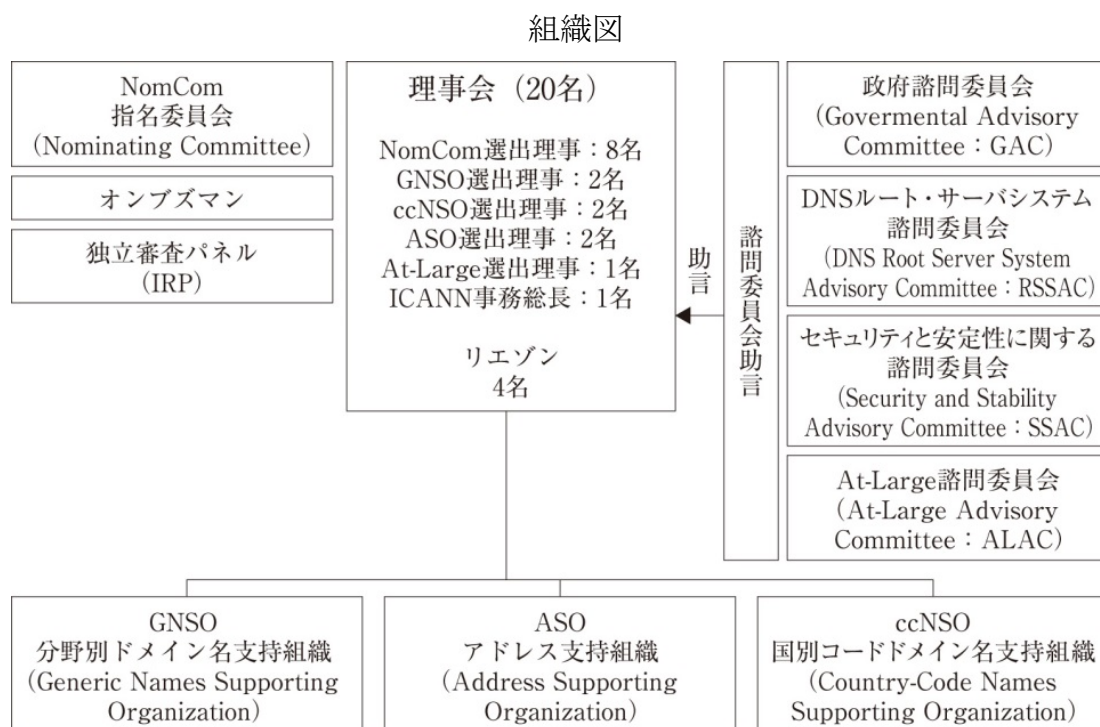 組織図
NomCom
指名委員会
(Nominating Committee)
オンブズマン
独立審査パネル
(IRP)
理事会(20名)
NomCom選出理事:8名
GNSO選出理事:2名
ccNSO選出理事:2名
ASO選出理事:2名
At-Large選出理事:1名
ICANN事務総長:1名
リエゾン
4名
助言
諮問委員会助言
政府諮問委員会
(Govermental Advisory
Committee:GAC)
DNSルート・サーバシステム
諮問委員会
(DNS Root Server System
Advisory Committee:RSSAC)
セキュリティと安定性に関する
諮問委員会
(Security and Stability
Advisory Committee:SSAC)
At-Large諮問委員会
(At-Large Advisory
Committee:ALAC)
GNSO
分野別ドメイン名支持組織
(Generic Names Supporting
Organization)
ASO
アドレス支持組織
(Address Supporting
Organization)
ccNSO
国別コードドメイン名支持組織
(Country-Code Names
Supporting Organization)